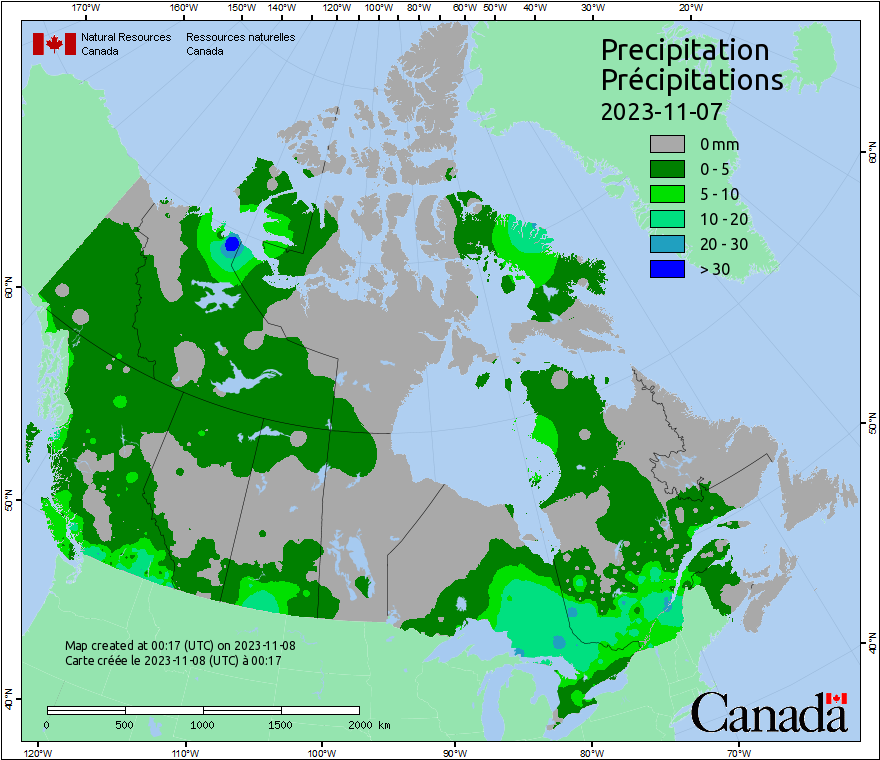 170°W 160°W 150°W 140°W 120°W 100°W 80°W 60°W 50°W 40°W 30°W 20°W
Natural Resources Ressources naturelles
Canada Canada
Precipitation
Précipitations
2023-11-07
0 mm
0 - 5
5 - 10
10 - 20
20 - 30
> 30
60°N
60°N
50°N
50°N
40°N
40°N
Map created at 00:17 (UTC) on 2023-11-08
Carte créée le 2023-11-08 (UTC) à 00:17
0 500 1000 1500 2000 km
Canada
120°W 110°W 100°W 90°W 80°W 70°W